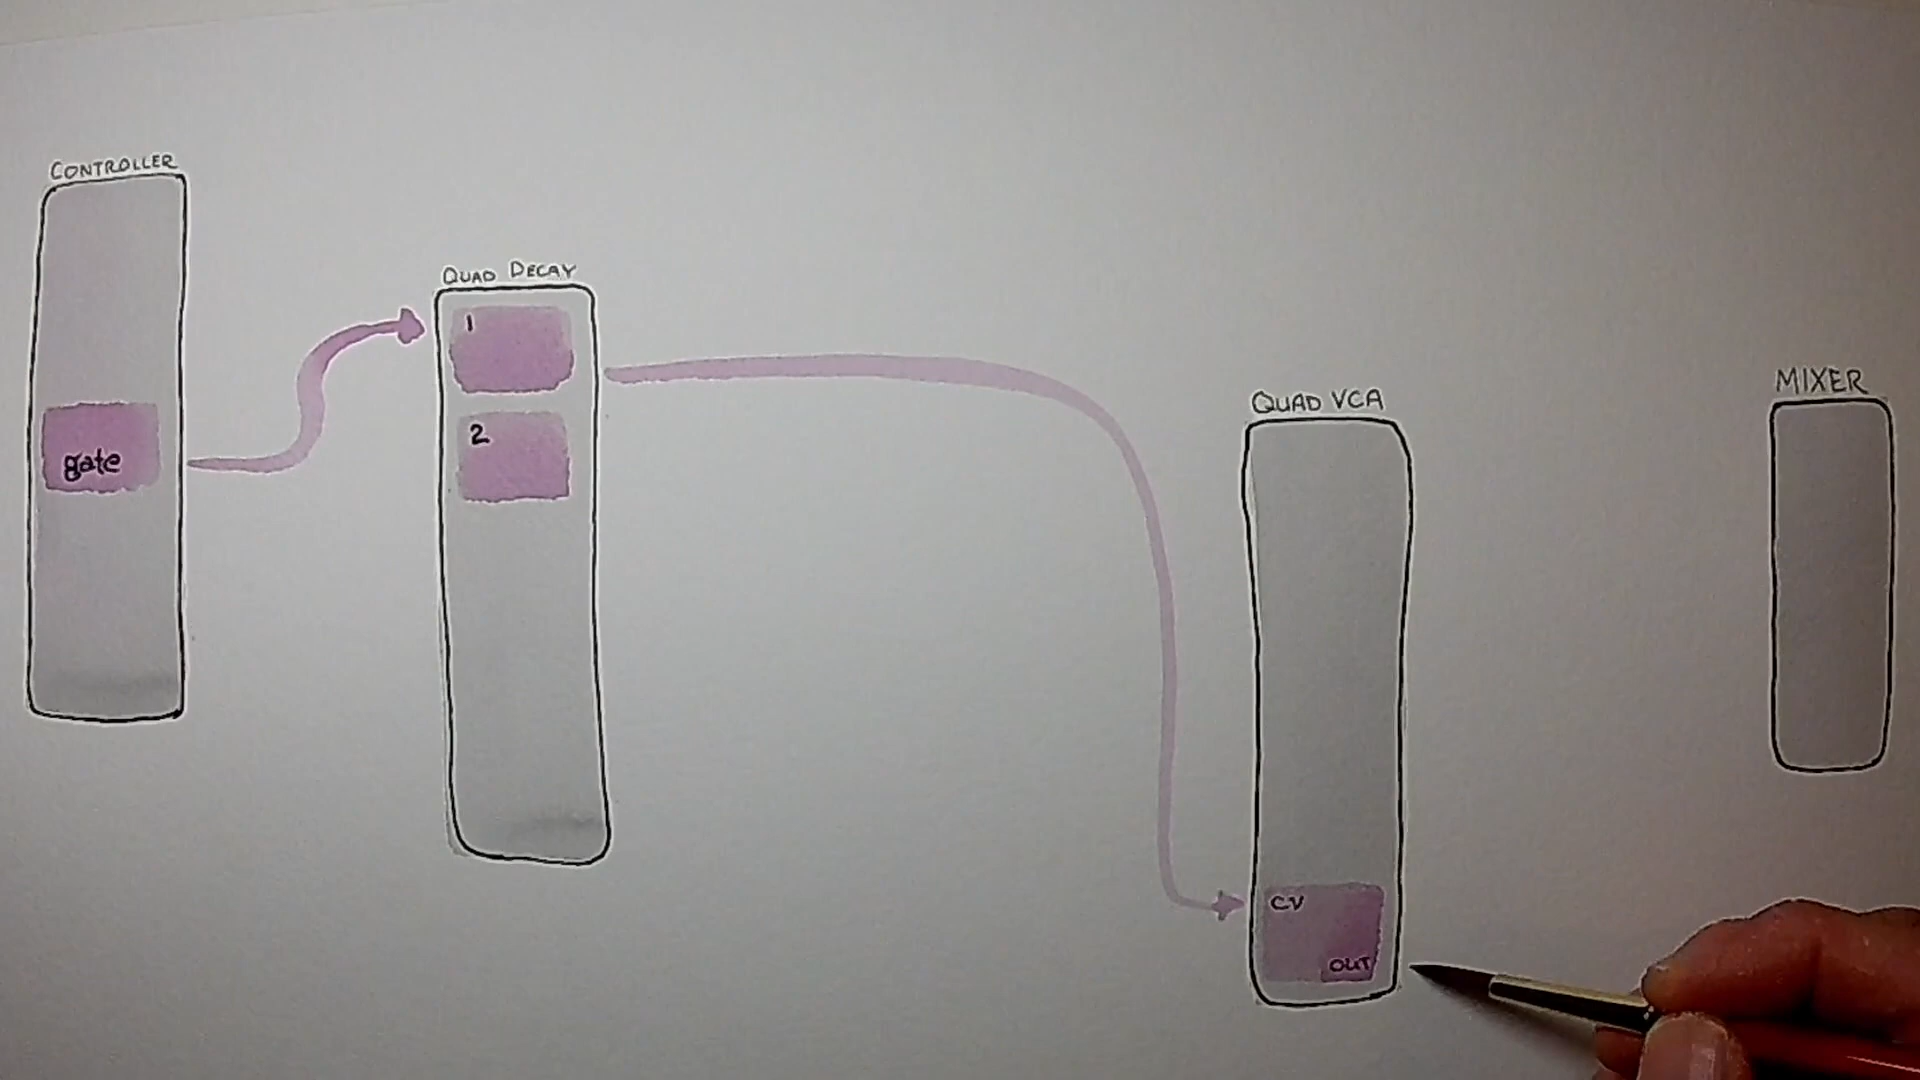 CONTROLLER
gate
QUAD DECAY
1
2
QUAD VCA
CV
OUT
MIXER